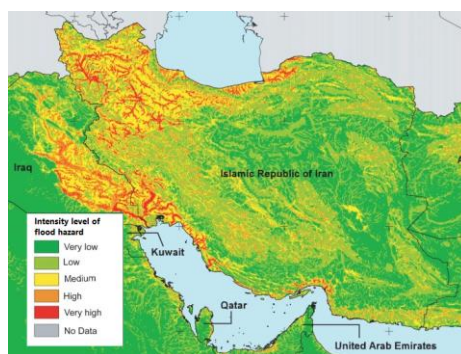 Iraq
Islamic Republic of Iran
A
Intensity level of
flood hazard
Very low
Low
Medium
High
Very high
No Data
Kuwait
Qatar
United Arab Emirates